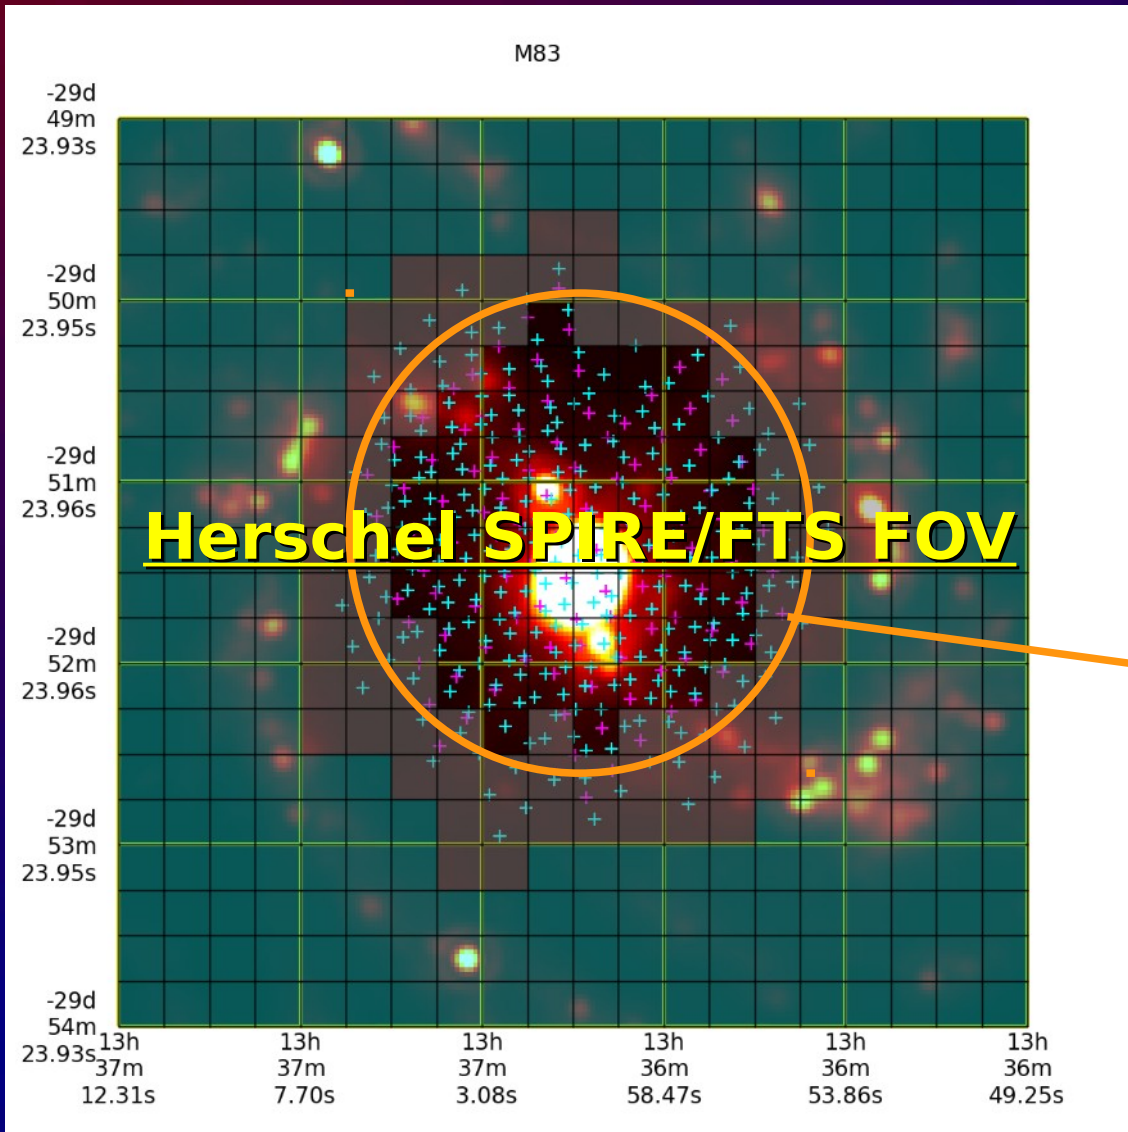 M83
-29d
49m
23.93s
-29d
50m
23.95s
-29d
51m
23.96s
Herschel SPIRE/FTS FOV
-29d
52m
23.96s
-29d
53m
23.95s
-29d
54m
23.93s
13h 13h 13h 13h 13h 13h
37m 37m 37m 36m 36m 36m
12.31s 7.70s 3.08s 58.47s 53.86s 49.25s